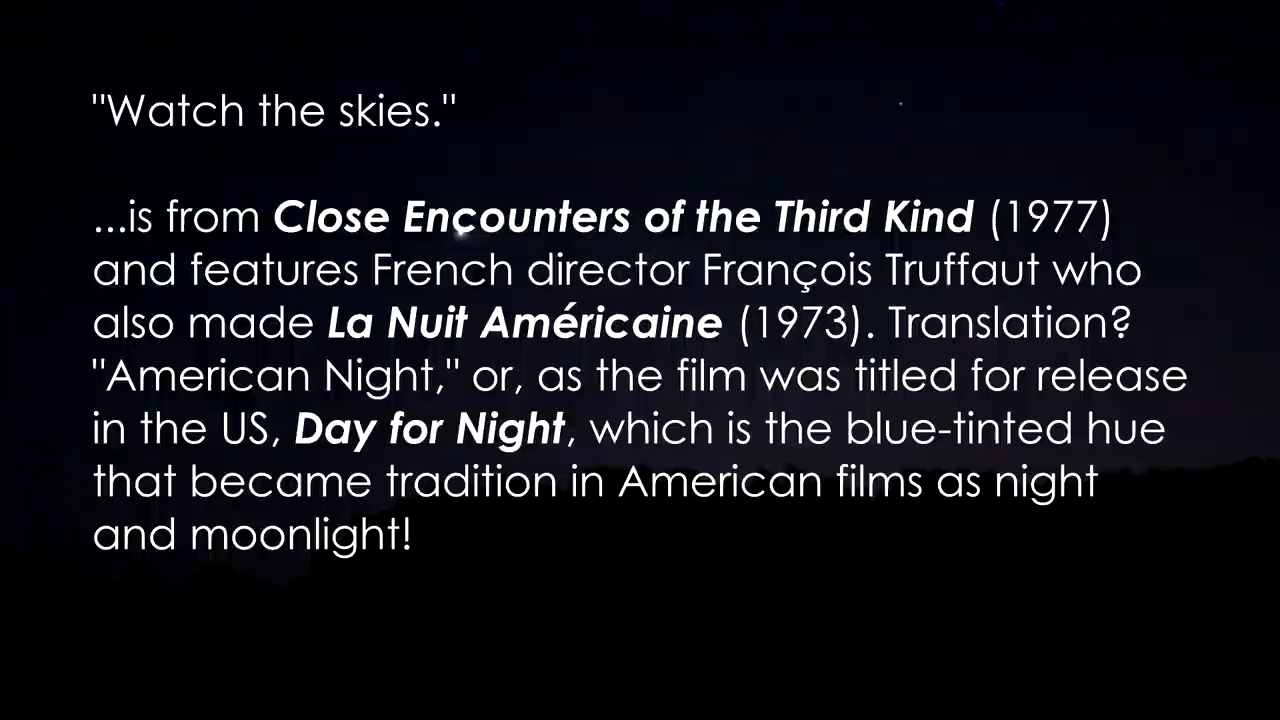 "Watch the skies."
...is from Close Encounters of the Third Kind (1977)
and features French director François Truffaut who
also made La Nuit Américaine (1973). Translation?
"American Night," or, as the film was titled for release
in the US, Day for Night, which is the blue-tinted hue
that became tradition in American films as night
and moonlight!